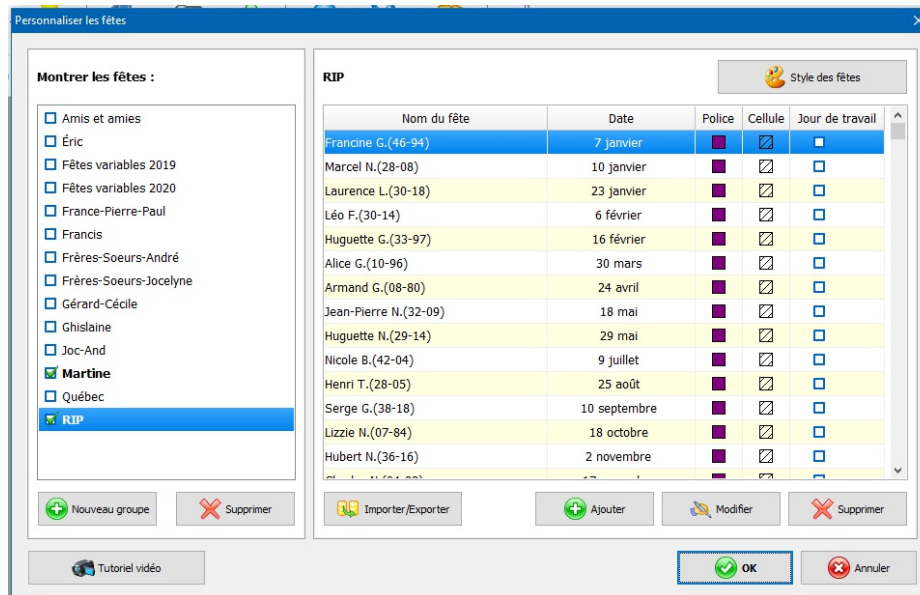 Personnaliser les fêtes
Montrer les fêtes :
Amis et amies
Éric
Fêtes variables 2019
Fêtes variables 2020
France-Pierre-Paul
Francis
Frères-Soeurs-André
Frères-Soeurs-Jocelyne
Gérard-Cécile
Ghislaine
Joc-And
Martine
Québec
RIP
Nouveau groupe Supprimer
RIP
Style des fêtes
Nom du fête Date Police Cellule Jour de travail
Francine G.(46-94) 7 janvier
Marcel N.(28-08) 10 janvier
Laurence L.(30-18) 23 janvier
Léo F.(30-14) 6 février
Huguette G.(33-97) 16 février
Alice G.(10-96) 30 mars
Armand G.(08-80) 24 avril
Jean-Pierre N.(32-09) 18 mai
Huguette N.(29-14) 29 mai
Nicole B.(42-04) 9 juillet
Henri T.(28-05) 25 août
Serge G.(38-18) 10 septembre
Lizzie N.(07-84) 18 octobre
Hubert N.(36-16) 2 novembre
Importer/Exporter Ajouter Modifier Supprimer
Tutoriel vidéo OK Annuler